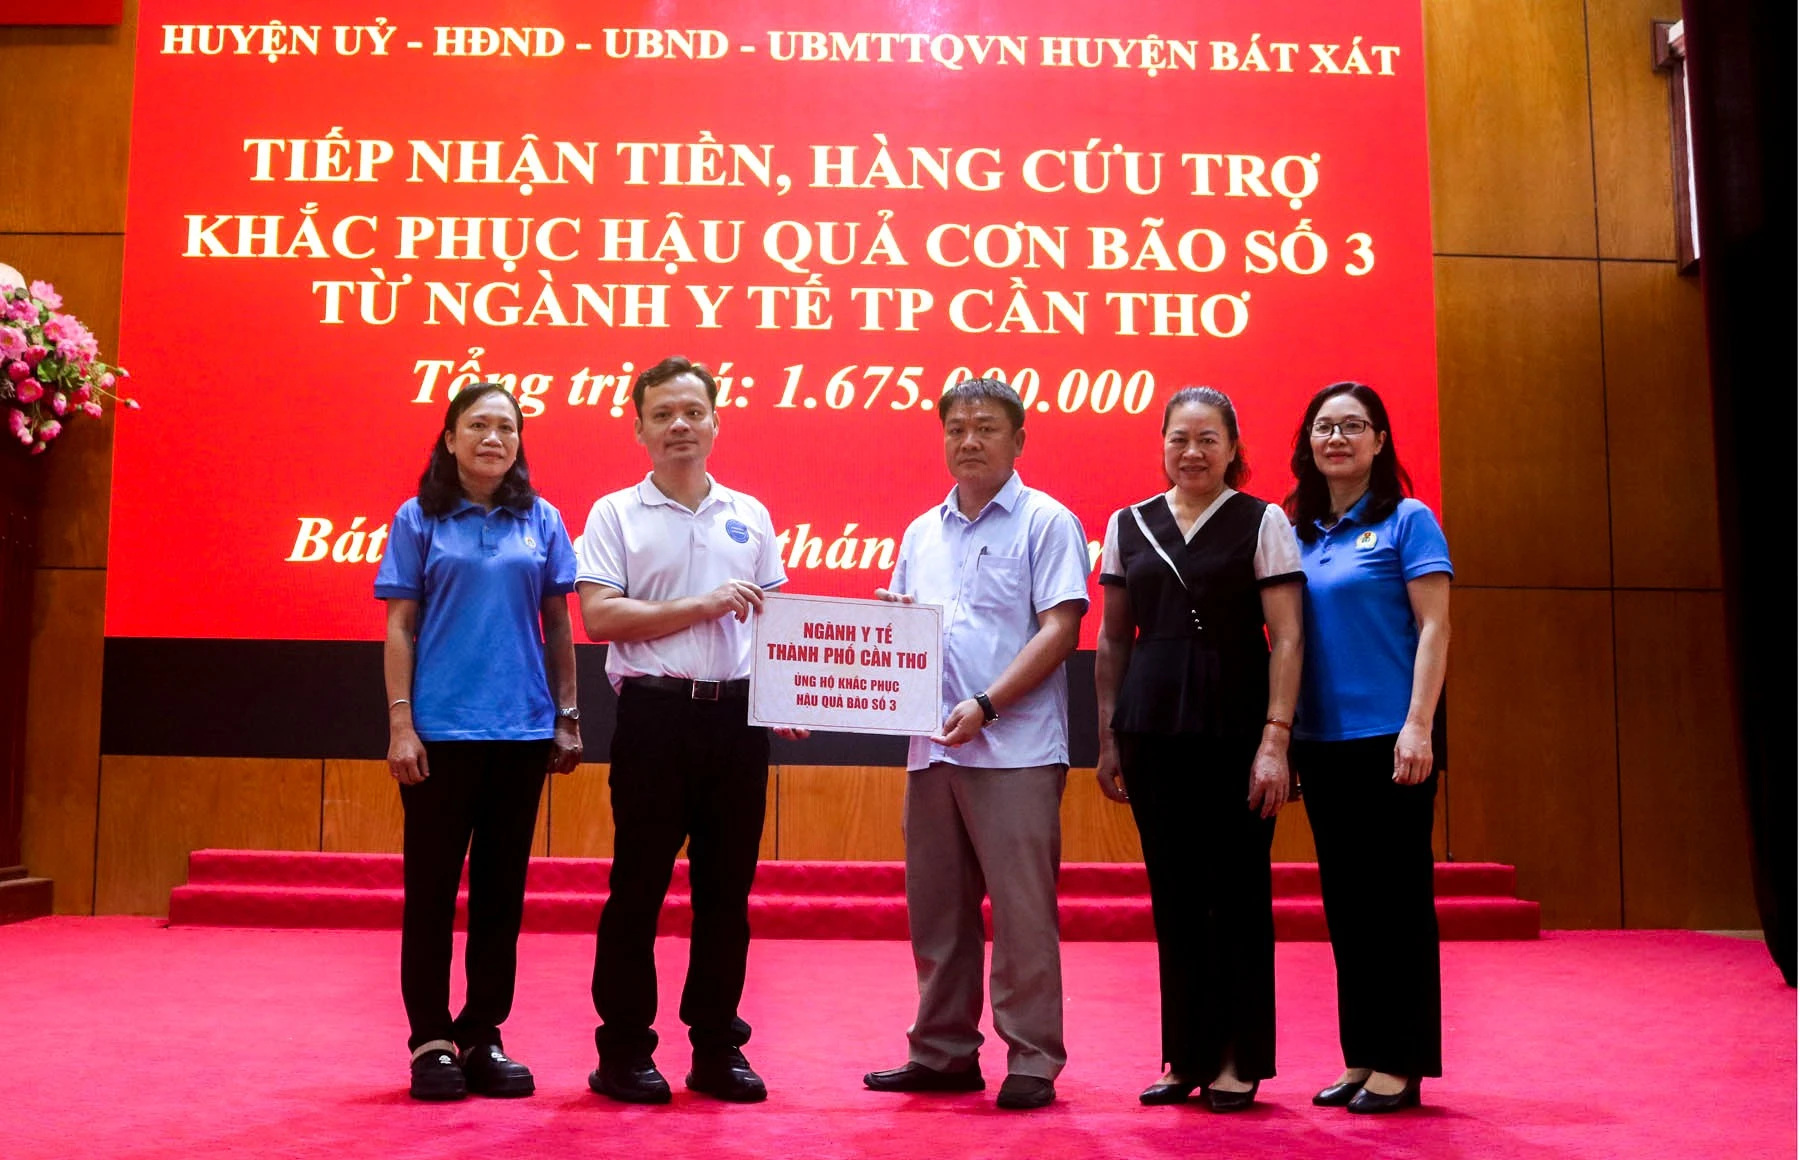 HUYỆN UỶ - HĐND - UBND - UBMTTQVN HUYỆN BÁT XÁT
TIẾP NHẬN TIỀN, HÀNG CỨU TRỢ
KHẮC PHỤC HẬU QUẢ CƠN BÃO SỐ 3
TỪ NGÀNH Y TẾ TP CẦN THƠ
Tổng trị
1.675.000.000
Bát
NGÀNH Y TẾ
THÀNH PHỐ CẦN THƠ
ỦNG HỘ KHẮC PHỤC
HẬU QUẢ BÃO SỐ 3